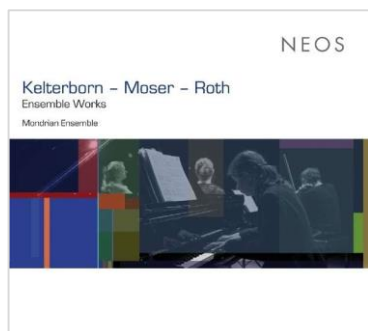 NEOS
Kelterborn – Moser – Roth
Ensemble Works
Mondrian Ensemble